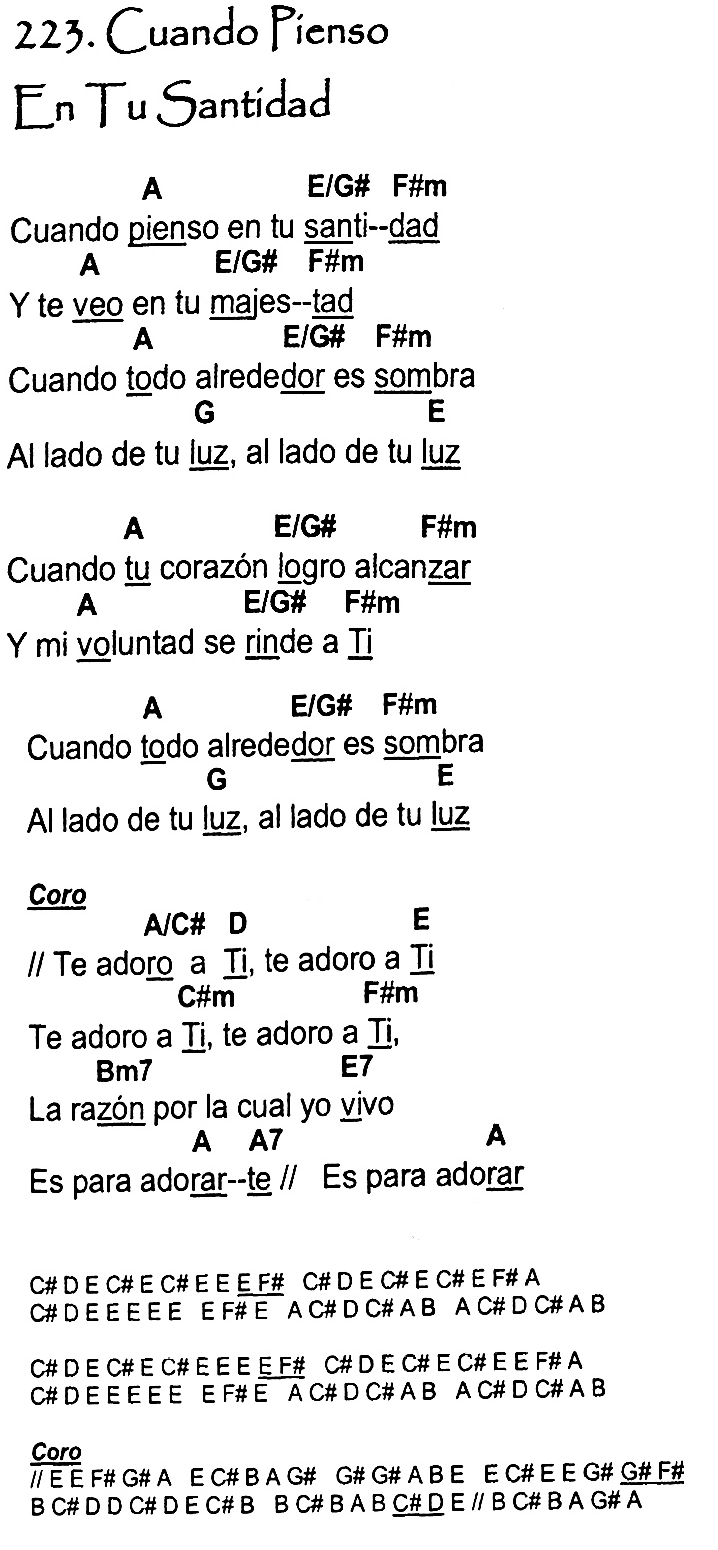 223. Cuando Pienso
En Tu Santidad
A E/G# F#m
Cuando pienso en tu santi--dad
A E/G# F#m
Y te veo en tu majes--tad
A E/G# F#m
Cuando todo alrededor es sombra
G E
Al lado de tu luz, al lado de tu luz
A E/G# F#m
Cuando tu corazón logro alcanzar
A E/G# F#m
Y mi voluntad se rinde a Ti
A E/G# F#m
Cuando todo alrededor es sombra
G E
Al lado de tu luz, al lado de tu luz
Coro
A/C# D E
// Te adoro a Ti, te adoro a Ti
C#m F#m
Te adoro a Ti, te adoro a Ti,
Bm7 E7
La razón por la cual yo vivo
A A7 A
Es para adorar--te // Es para adorar
C# D E C# E C# E E E F# C# D E C# E C# E F# A
C# D E E E E E E F# E A C# D C# A B A C# D C# A B
C# D E C# E C# E E E E F# C# D E C# E C# E E F# A
C# D E E E E E E F# E A C# D C# A B A C# D C# A B
Coro
// E E F# G# A E C# B A G# G# G# A B E E C# E E G# G# F#
B C# D D C# D E C# B B C# B A B C# D E // B C# B A G# A